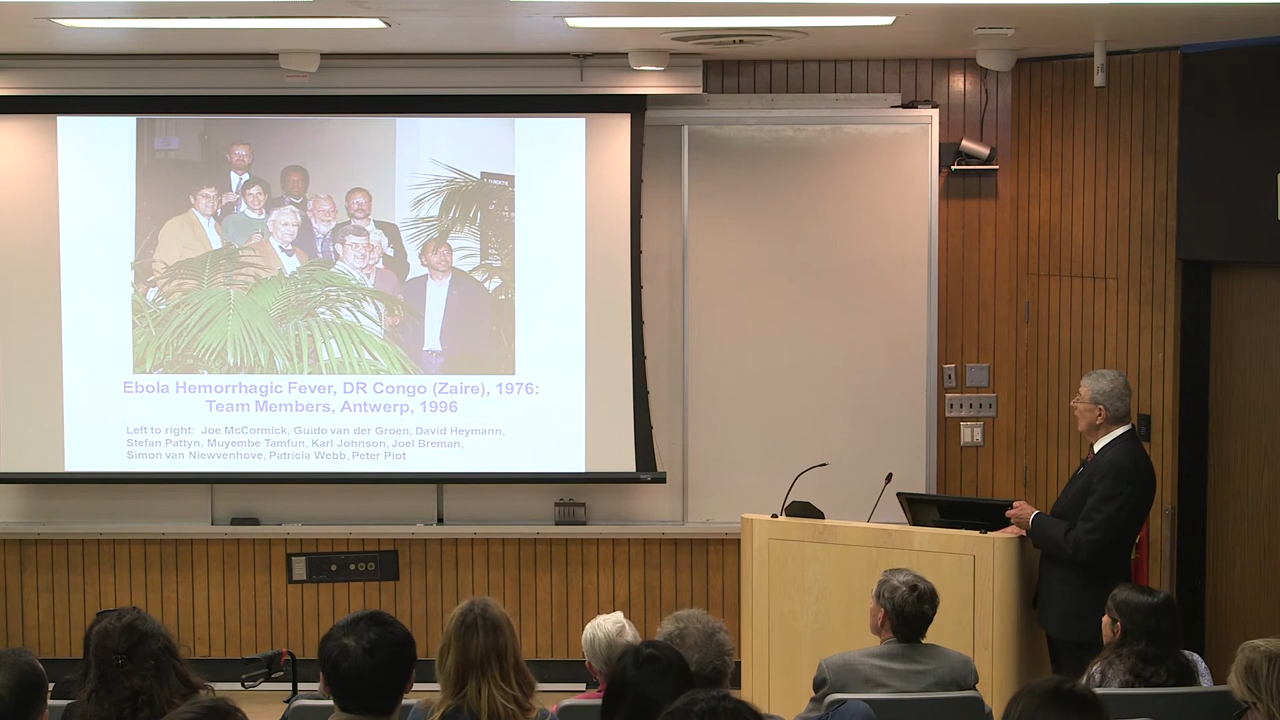 Ebola Hemorrhagic Fever, DR Congo (Zaire), 1976:
Team Members, Antwerp, 1996
Left to right: Joe McCormick, Guido van der Groen, David Heymann,
Stefan Pattyn, Muyembe Tamfun, Karl Johnson, Joel Breman,
Simon van Niewvenhove, Patricia Webb, Peter Piot